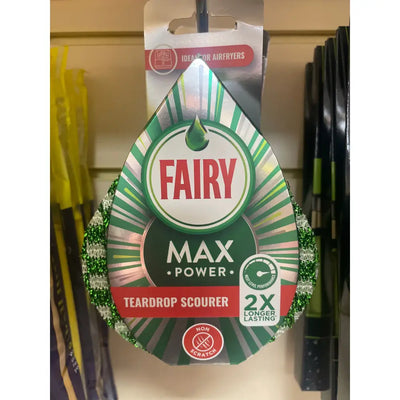 IDEAL FOR AIRFRYERS
FAIRY
MAX
POWER
TEARDROP SCOURER
2X
LONGER
LASTING*
NON
SCRATCH